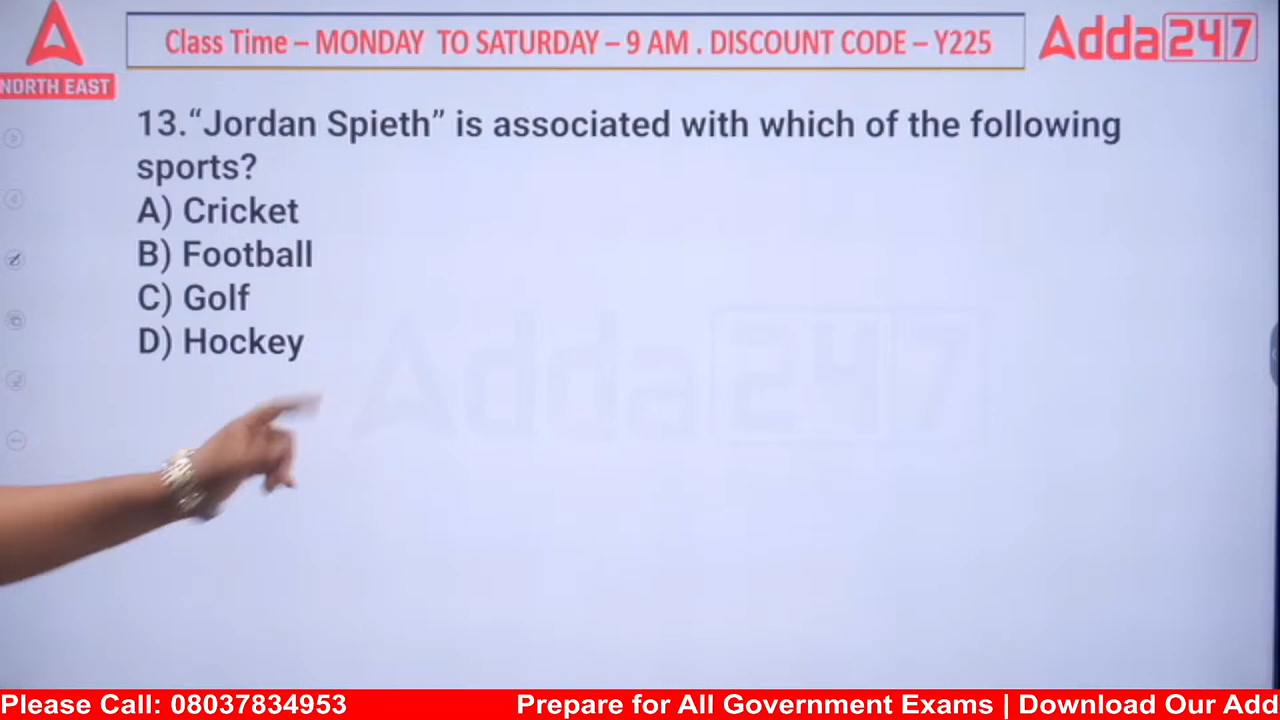 Class Time – MONDAY TO SATURDAY – 9 AM . DISCOUNT CODE – Y225
Adda247
NORTH EAST
13.“Jordan Spieth” is associated with which of the following
sports?
A) Cricket
B) Football
C) Golf
D) Hockey
Adda247
Please Call: 08037834953 Prepare for All Government Exams | Download Our Add